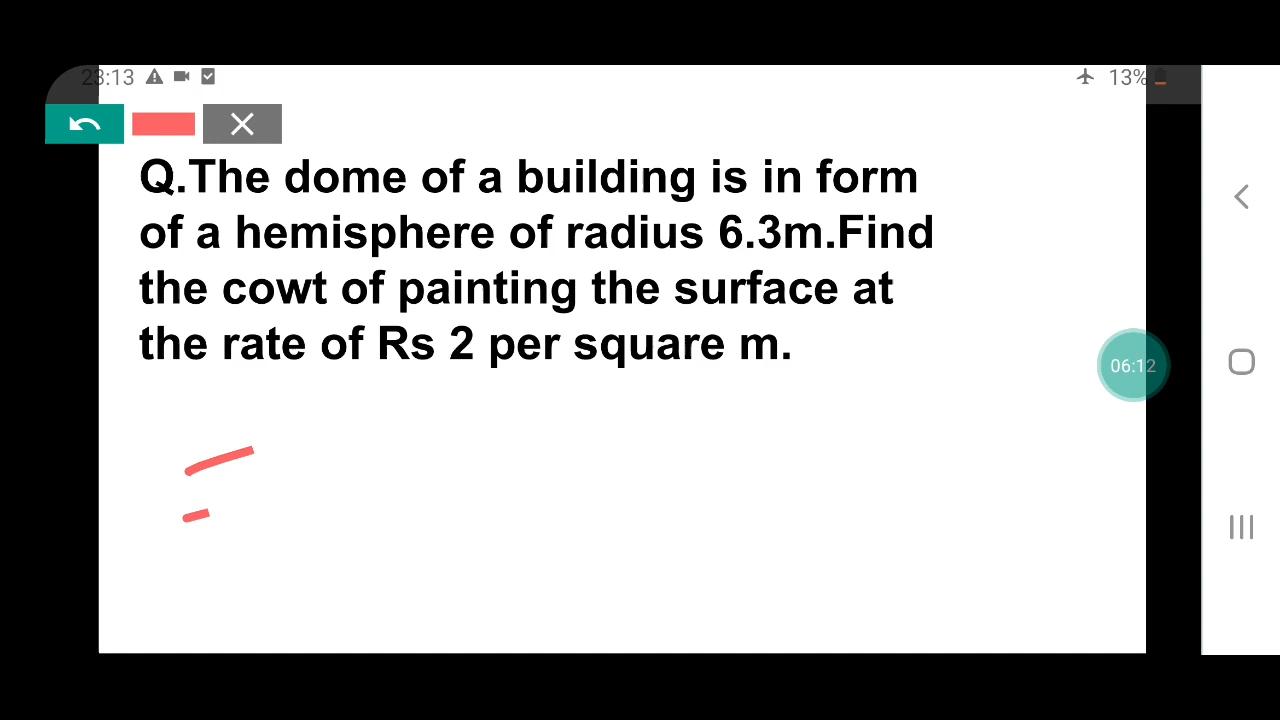 23:13 13%
Q.The dome of a building is in form
of a hemisphere of radius 6.3m.Find
the cowt of painting the surface at
the rate of Rs 2 per square m.
06:12